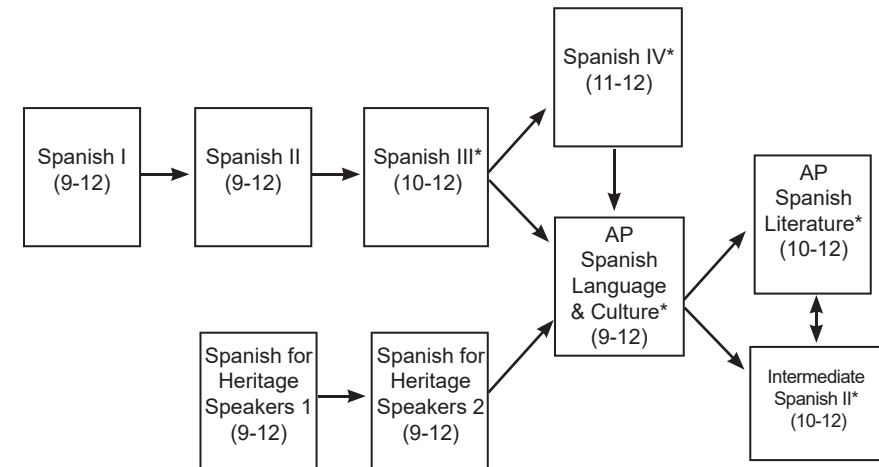 Spanish I
(9-12)
Spanish II
(9-12)
Spanish III*
(10-12)
Spanish IV*
(11-12)
AP
Spanish
Language
& Culture*
(9-12)
AP
Spanish
Literature*
(10-12)
Spanish for
Heritage
Speakers 1
(9-12)
Spanish for
Heritage
Speakers 2
(9-12)
Intermediate
Spanish II*
(10-12)